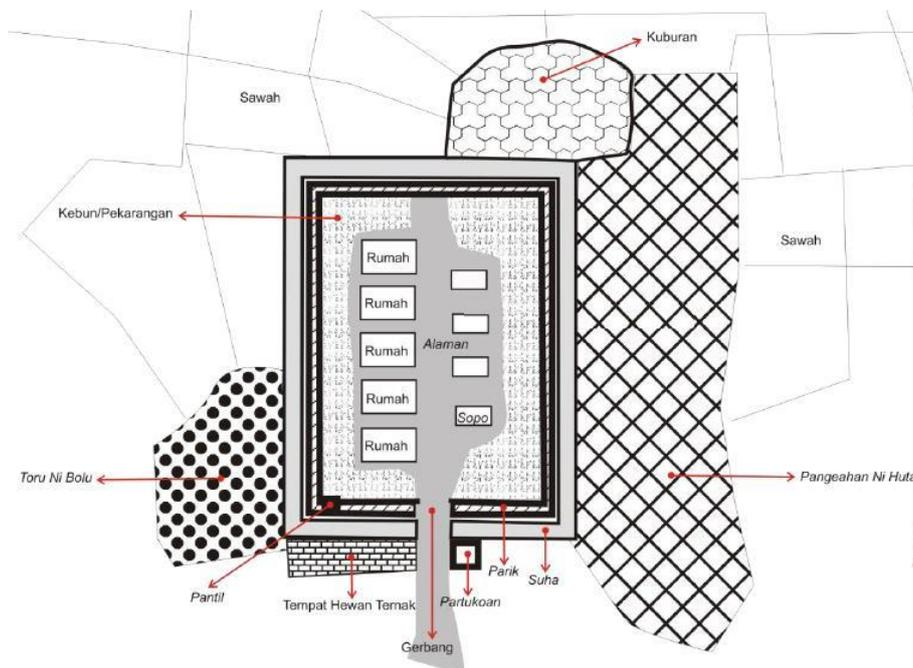 Kuburan
Sawah
Kebun/Pekarangan
Sawah
Rumah
Rumah
Alaman
Rumah
Rumah
Sopo
Rumah
Toru Ni Bolu
Pangeahan Ni Huta
Parik
Suha
Pantil
Tempat Hewan Ternak
Partukoan
Gerbang